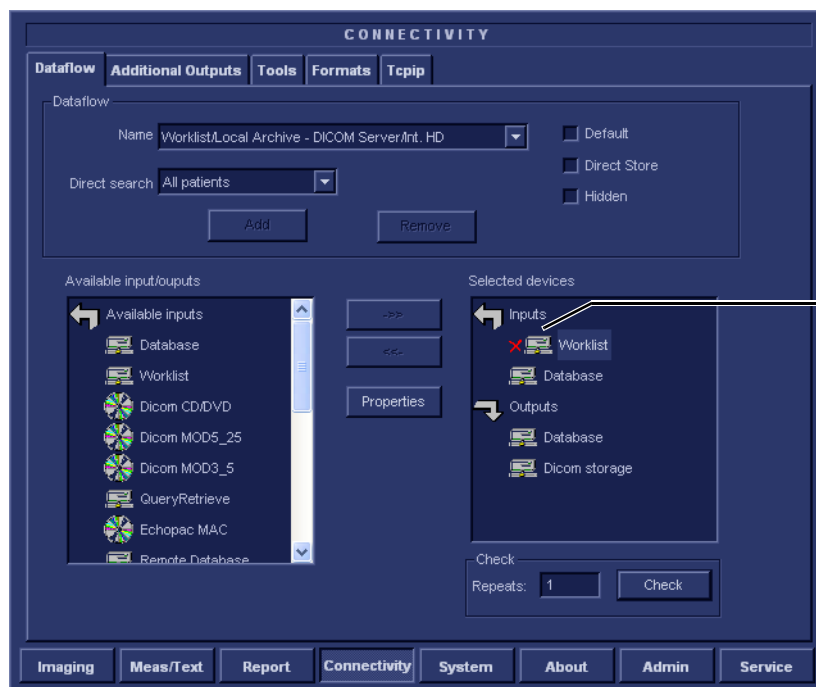 CONNECTIVITY
Dataflow Additional Outputs Tools Formats Tcpip
Dataflow
Name Worklist/Local Archive - DICOM Server/Int. HD
Default
Direct Store
Hidden
Direct search All patients
Add Remove
Available input/ouputs
Available inputs
Database
Worklist
Dicom CD/DVD
Dicom MOD5_25
Dicom MOD3_5
QueryRetrieve
Echopac MAC
Remote Database
->>
<<-
Properties
Selected devices
Inputs
Worklist
Database
Outputs
Database
Dicom storage
Check
Repeats: 1 Check
Imaging Meas/Text Report Connectivity System About Admin Service